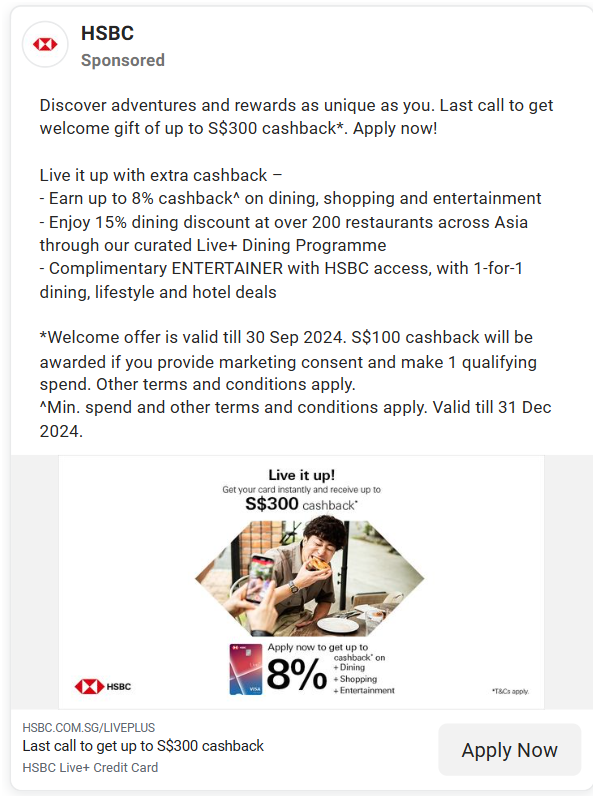 HSBC
Sponsored
Discover adventures and rewards as unique as you. Last call to get
welcome gift of up to S$300 cashback*. Apply now!
Live it up with extra cashback –
- Earn up to 8% cashback^ on dining, shopping and entertainment
- Enjoy 15% dining discount at over 200 restaurants across Asia
through our curated Live+ Dining Programme
- Complimentary ENTERTAINER with HSBC access, with 1-for-1
dining, lifestyle and hotel deals
*Welcome offer is valid till 30 Sep 2024. S$100 cashback will be
awarded if you provide marketing consent and make 1 qualifying
spend. Other terms and conditions apply.
^Min. spend and other terms and conditions apply. Valid till 31 Dec
2024.
Live it up!
Get your card instantly and receive up to
S$300 cashback*
Apply now to get up to
8% cashback* on
+ Dining
+ Shopping
+ Entertainment
VISA
HSBC
*T&Cs apply.
HSBC.COM.SG/LIVEPLUS
Last call to get up to S$300 cashback
HSBC Live+ Credit Card
Apply Now